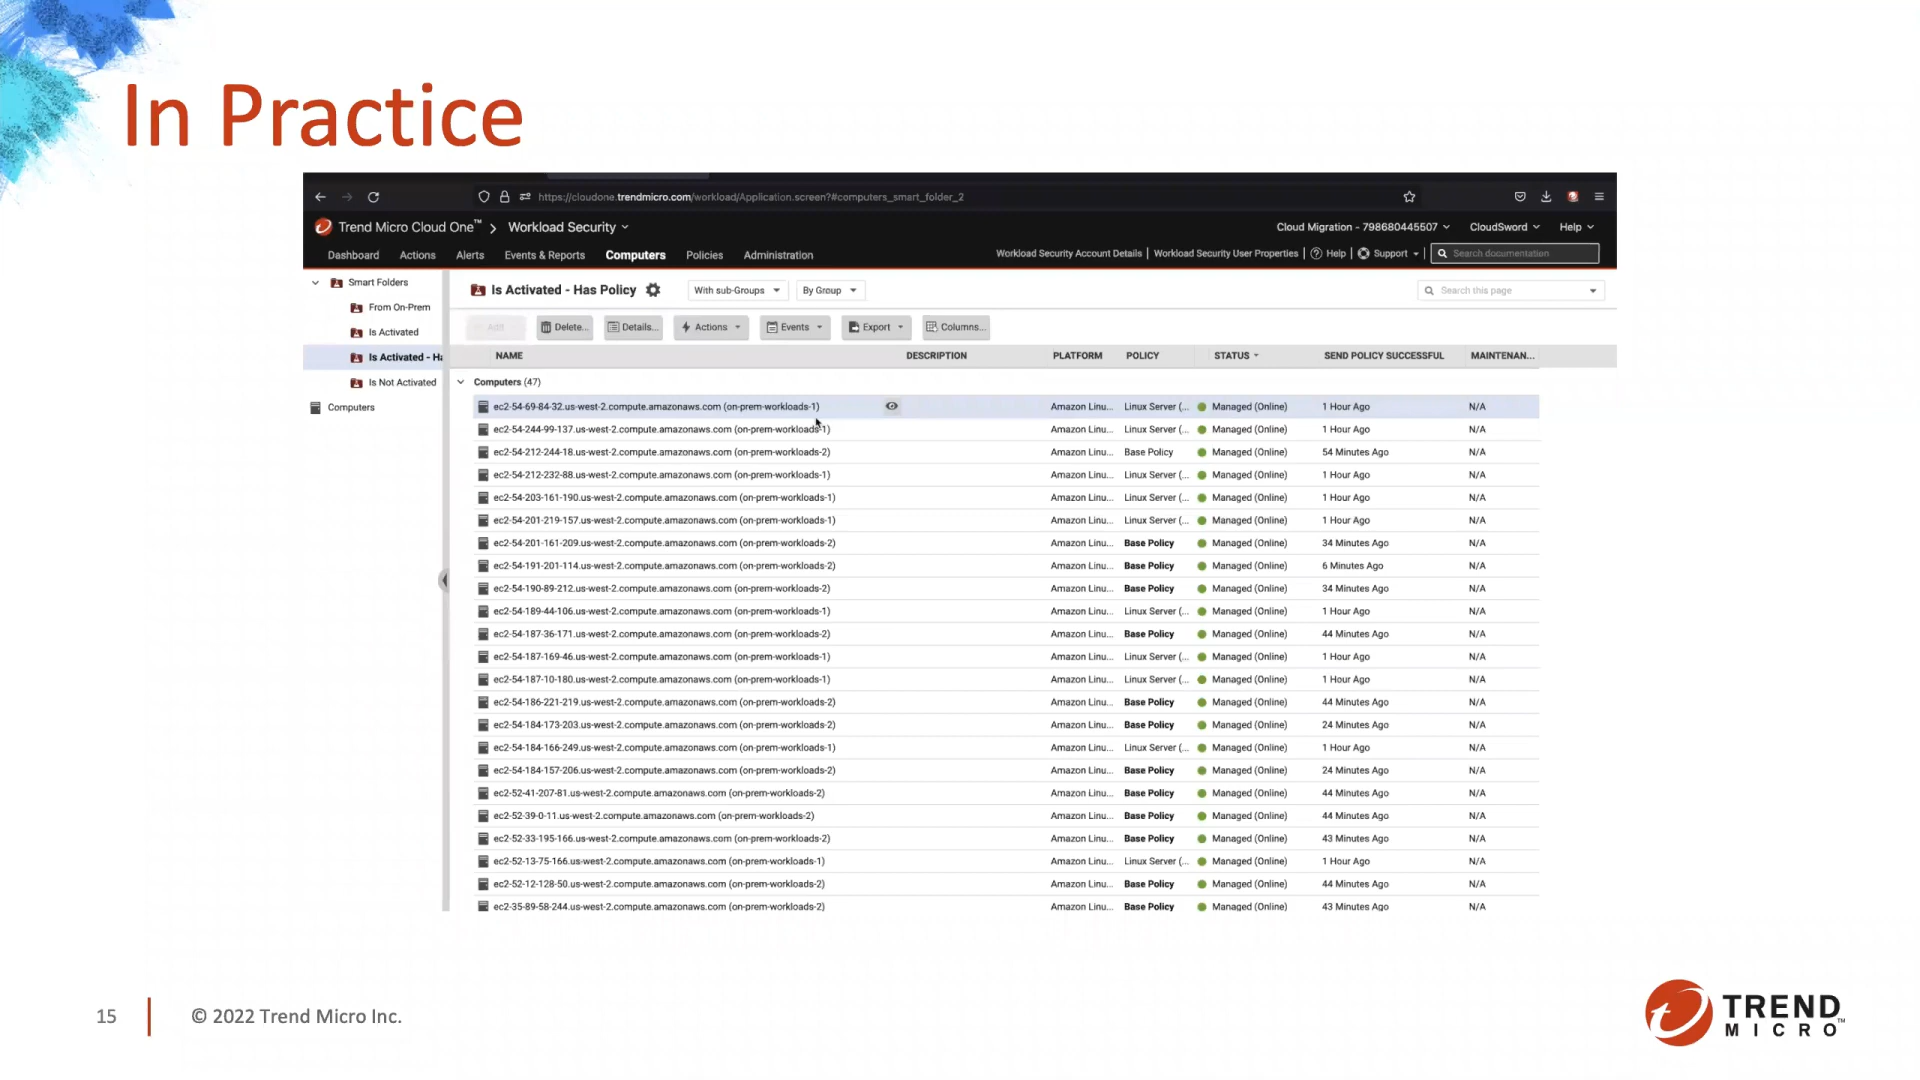 In Practice
https://cloudone.trendmicro.com/workload/Application.screen?#computers_smart_folder_2
Trend Micro Cloud One™ > Workload Security
Cloud Migration - 798680445507 CloudSword Help
Dashboard Actions Alerts Events & Reports Computers Policies Administration
Workload Security Account Details | Workload Security User Properties | Help | Support | Search documentation
Smart Folders
From On-Prem
Is Activated
Is Activated - Ha
Is Not Activated
Computers
Is Activated - Has Policy With sub-Groups By Group Search this page
Add Delete... Details... Actions Events Export Columns...
NAME DESCRIPTION PLATFORM POLICY STATUS SEND POLICY SUCCESSFUL MAINTENAN...
Computers (47)
ec2-54-69-84-32.us-west-2.compute.amazonaws.com (on-prem-workloads-1) Amazon Linu... Linux Server (... Managed (Online) 1 Hour Ago N/A
ec2-54-244-99-137.us-west-2.compute.amazonaws.com (on-prem-workloads-1) Amazon Linu... Linux Server (... Managed (Online) 1 Hour Ago N/A
ec2-54-212-244-18.us-west-2.compute.amazonaws.com (on-prem-workloads-2) Amazon Linu... Base Policy Managed (Online) 54 Minutes Ago N/A
ec2-54-212-232-88.us-west-2.compute.amazonaws.com (on-prem-workloads-1) Amazon Linu... Linux Server (... Managed (Online) 1 Hour Ago N/A
ec2-54-203-161-190.us-west-2.compute.amazonaws.com (on-prem-workloads-1) Amazon Linu... Linux Server (... Managed (Online) 1 Hour Ago N/A
ec2-54-201-219-157.us-west-2.compute.amazonaws.com (on-prem-workloads-1) Amazon Linu... Linux Server (... Managed (Online) 1 Hour Ago N/A
ec2-54-201-161-209.us-west-2.compute.amazonaws.com (on-prem-workloads-2) Amazon Linu... Base Policy Managed (Online) 34 Minutes Ago N/A
ec2-54-191-201-114.us-west-2.compute.amazonaws.com (on-prem-workloads-2) Amazon Linu... Base Policy Managed (Online) 6 Minutes Ago N/A
ec2-54-190-89-212.us-west-2.compute.amazonaws.com (on-prem-workloads-2) Amazon Linu... Base Policy Managed (Online) 34 Minutes Ago N/A
ec2-54-189-44-106.us-west-2.compute.amazonaws.com (on-prem-workloads-1) Amazon Linu... Linux Server (... Managed (Online) 1 Hour Ago N/A
ec2-54-187-36-171.us-west-2.compute.amazonaws.com (on-prem-workloads-2) Amazon Linu... Base Policy Managed (Online) 44 Minutes Ago N/A
ec2-54-187-169-46.us-west-2.compute.amazonaws.com (on-prem-workloads-1) Amazon Linu... Linux Server (... Managed (Online) 1 Hour Ago N/A
ec2-54-187-10-180.us-west-2.compute.amazonaws.com (on-prem-workloads-1) Amazon Linu... Linux Server (... Managed (Online) 1 Hour Ago N/A
ec2-54-186-221-219.us-west-2.compute.amazonaws.com (on-prem-workloads-2) Amazon Linu... Base Policy Managed (Online) 44 Minutes Ago N/A
ec2-54-184-173-203.us-west-2.compute.amazonaws.com (on-prem-workloads-2) Amazon Linu... Base Policy Managed (Online) 24 Minutes Ago N/A
ec2-54-184-166-249.us-west-2.compute.amazonaws.com (on-prem-workloads-1) Amazon Linu... Linux Server (... Managed (Online) 1 Hour Ago N/A
ec2-54-184-157-206.us-west-2.compute.amazonaws.com (on-prem-workloads-2) Amazon Linu... Base Policy Managed (Online) 24 Minutes Ago N/A
ec2-52-41-207-81.us-west-2.compute.amazonaws.com (on-prem-workloads-2) Amazon Linu... Base Policy Managed (Online) 44 Minutes Ago N/A
ec2-52-39-0-11.us-west-2.compute.amazonaws.com (on-prem-workloads-2) Amazon Linu... Base Policy Managed (Online) 44 Minutes Ago N/A
ec2-52-33-195-166.us-west-2.compute.amazonaws.com (on-prem-workloads-2) Amazon Linu... Base Policy Managed (Online) 43 Minutes Ago N/A
ec2-52-13-75-166.us-west-2.compute.amazonaws.com (on-prem-workloads-1) Amazon Linu... Linux Server (... Managed (Online) 1 Hour Ago N/A
ec2-52-12-128-50.us-west-2.compute.amazonaws.com (on-prem-workloads-2) Amazon Linu... Base Policy Managed (Online) 44 Minutes Ago N/A
ec2-35-89-58-244.us-west-2.compute.amazonaws.com (on-prem-workloads-2) Amazon Linu... Base Policy Managed (Online) 43 Minutes Ago N/A
15 © 2022 Trend Micro Inc.
TREND
MICRO™